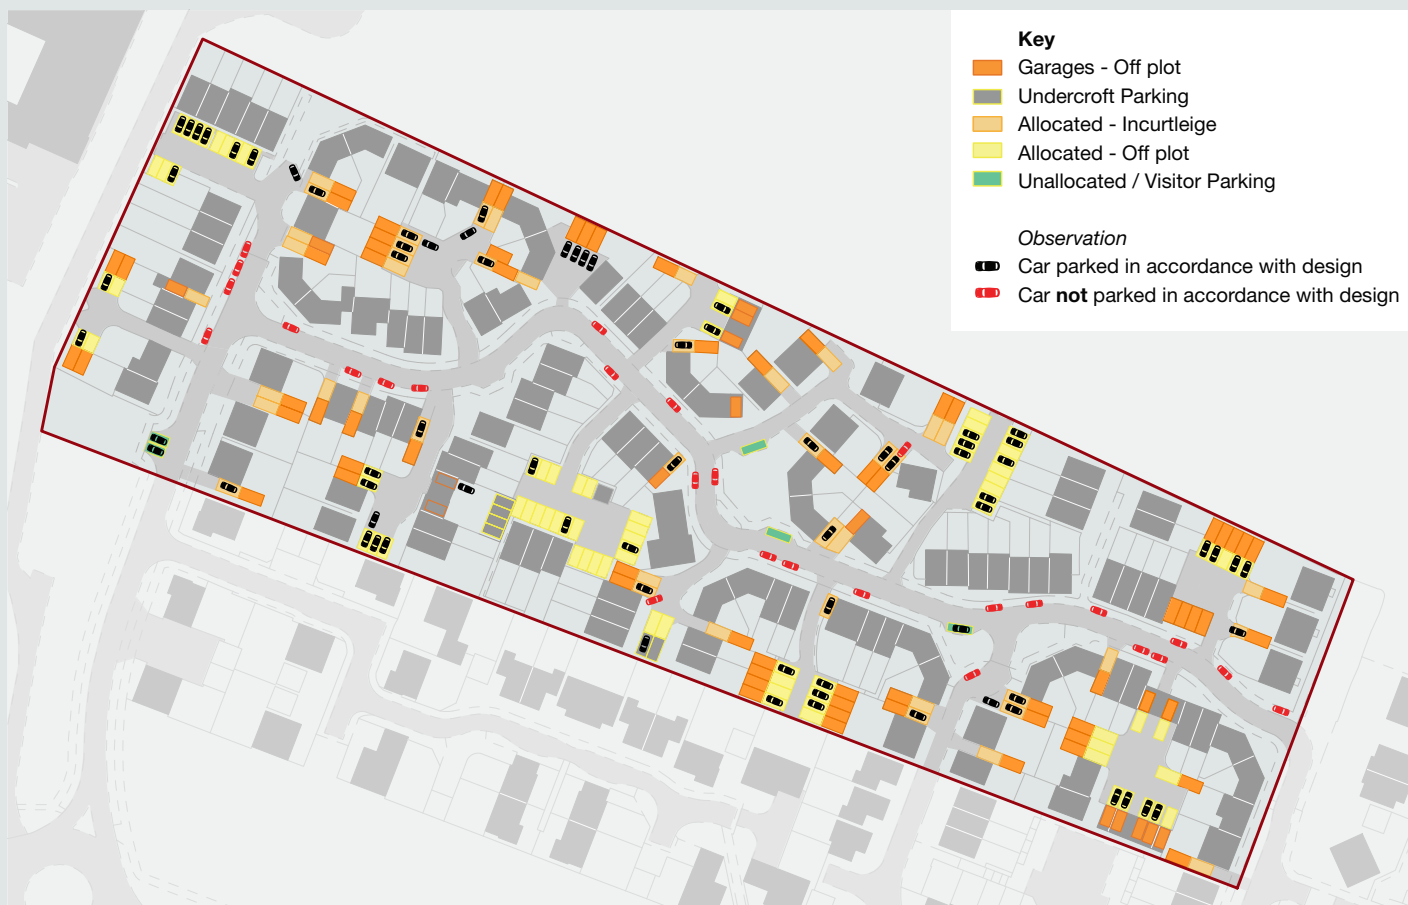 Key
Garages - Off plot
Undercroft Parking
Allocated - Incurtleige
Allocated - Off plot
Unallocated / Visitor Parking
Observation
Car parked in accordance with design
Car not parked in accordance with design